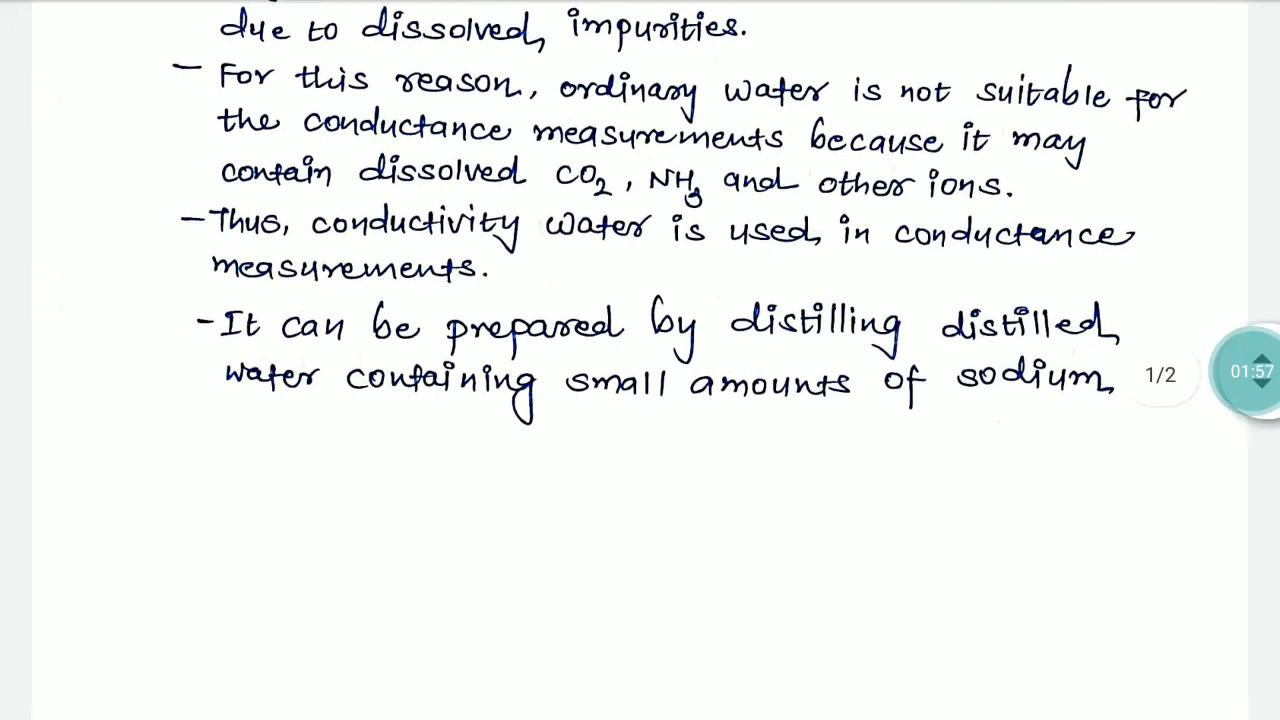 due to dissolved impurities.
- For this reason, ordinary water is not suitable for
the conductance measurements because it may
contain dissolved CO2, NH3 and other ions.
- Thus, conductivity water is used in conductance
measurements.
- It can be prepared by distilling distilled
water containing small amounts of sodium
1/2
01:57